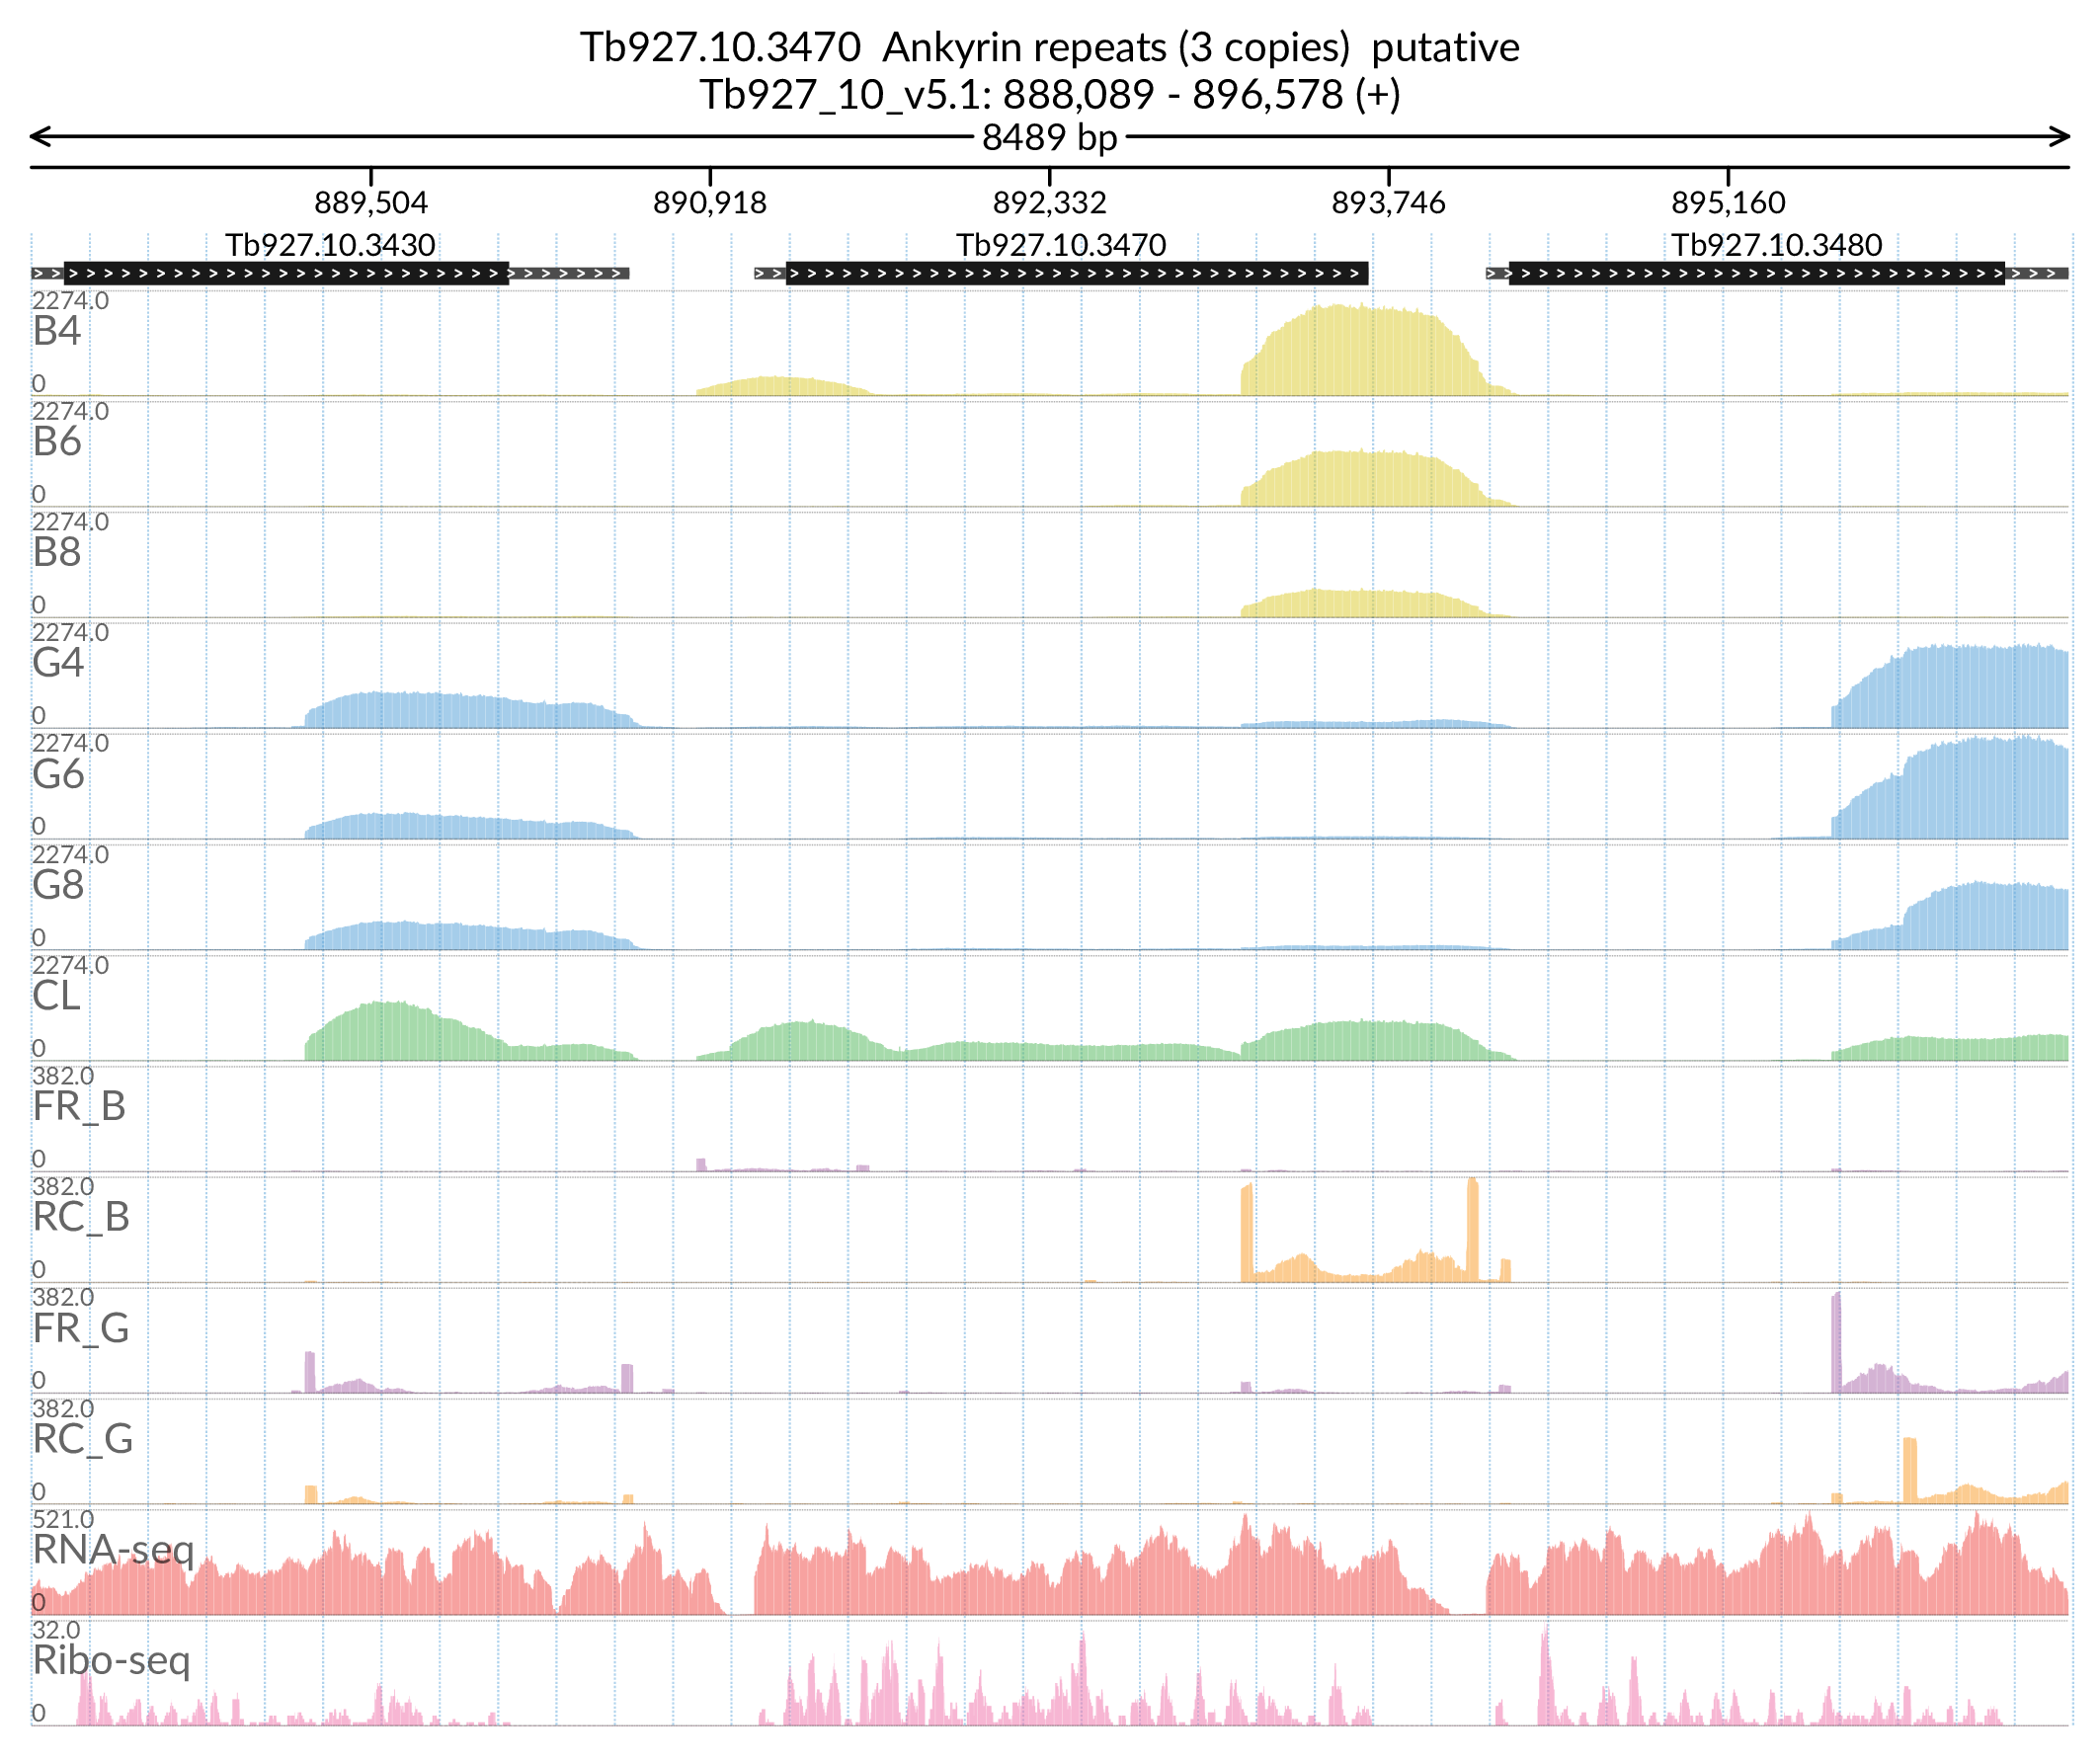 Tb927.10.3470  Ankyrin repeats (3 copies)  putative
Tb927_10_v5.1: 888,089 - 896,578 (+)
8489 bp
889,504 890,918 892,332 893,746 895,160
Tb927.10.3430 Tb927.10.3470 Tb927.10.3480
2274.0
B4
0
2274.0
B6
0
2274.0
B8
0
2274.0
G4
0
2274.0
G6
0
2274.0
G8
0
2274.0
CL
0
382.0
FR_B
0
382.0
RC_B
0
382.0
FR_G
0
382.0
RC_G
0
521.0
RNA-seq
0
32.0
Ribo-seq
0